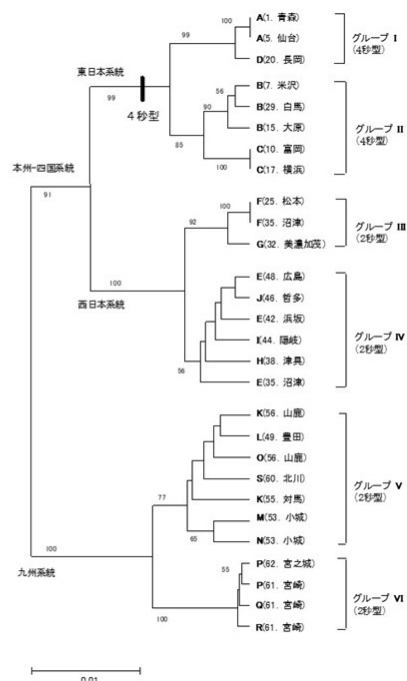 100
A(1. 青森)
A(5. 仙台)
グループ I
(4秒型)
99
D(20. 長岡)
東日本系統
99
4秒型
56
B(7. 米沢)
90
B(29. 白馬)
B(15. 大原)
グループ II
(4秒型)
85
C(10. 富岡)
100
C(17. 横浜)
本州-四国系統
91
100
F(25. 松本)
F(35. 沼津)
グループ III
(2秒型)
92
G(32. 美濃加茂)
100
西日本系統
E(48. 広島)
J(46. 哲多)
E(42. 浜坂)
I(44. 隠岐)
グループ IV
(2秒型)
H(38. 津具)
56
E(35. 沼津)
K(56. 山鹿)
L(49. 豊田)
O(56. 山鹿)
S(60. 北川)
グループ V
(2秒型)
77
K(55. 対馬)
M(53. 小城)
65
N(53. 小城)
100
九州系統
55
P(62. 宮之城)
P(61. 宮崎)
Q(61. 宮崎)
グループ VI
(2秒型)
100
R(61. 宮崎)
0.01